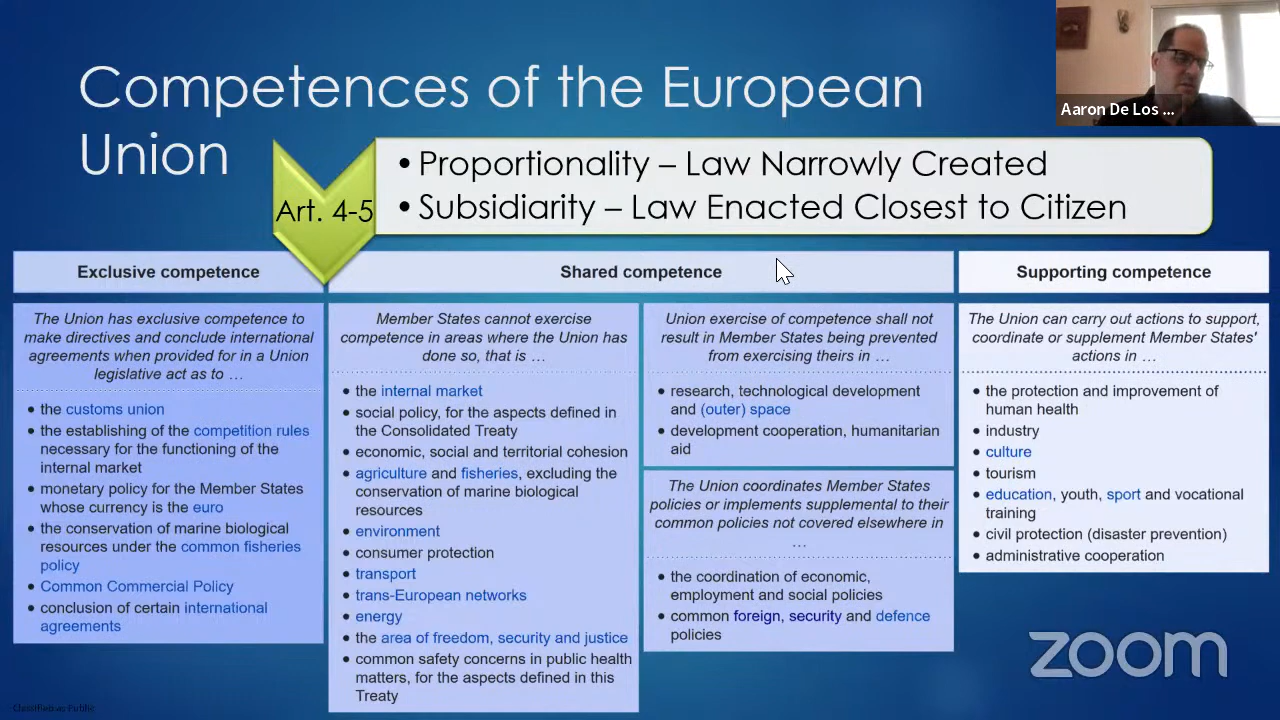 Competences of the European
Union
Aaron De Los ...
Art. 4-5
• Proportionality – Law Narrowly Created
• Subsidiarity – Law Enacted Closest to Citizen
Exclusive competence
The Union has exclusive competence to
make directives and conclude international
agreements when provided for in a Union
legislative act as to …
• the customs union
• the establishing of the competition rules
necessary for the functioning of the
internal market
• monetary policy for the Member States
whose currency is the euro
• the conservation of marine biological
resources under the common fisheries
policy
• Common Commercial Policy
• conclusion of certain international
agreements
Shared competence
Member States cannot exercise
competence in areas where the Union has
done so, that is …
• the internal market
• social policy, for the aspects defined in
the Consolidated Treaty
• economic, social and territorial cohesion
• agriculture and fisheries, excluding the
conservation of marine biological
resources
• environment
• consumer protection
• transport
• trans-European networks
• energy
• the area of freedom, security and justice
• common safety concerns in public health
matters, for the aspects defined in this
Treaty
Union exercise of competence shall not
result in Member States being prevented
from exercising theirs in …
• research, technological development
and (outer) space
• development cooperation, humanitarian
aid
The Union coordinates Member States
policies or implements supplemental to their
common policies not covered elsewhere in
…
• the coordination of economic,
employment and social policies
• common foreign, security and defence
policies
Supporting competence
The Union can carry out actions to support,
coordinate or supplement Member States'
actions in …
• the protection and improvement of
human health
• industry
• culture
• tourism
• education, youth, sport and vocational
training
• civil protection (disaster prevention)
• administrative cooperation
zoom
Classified as Public